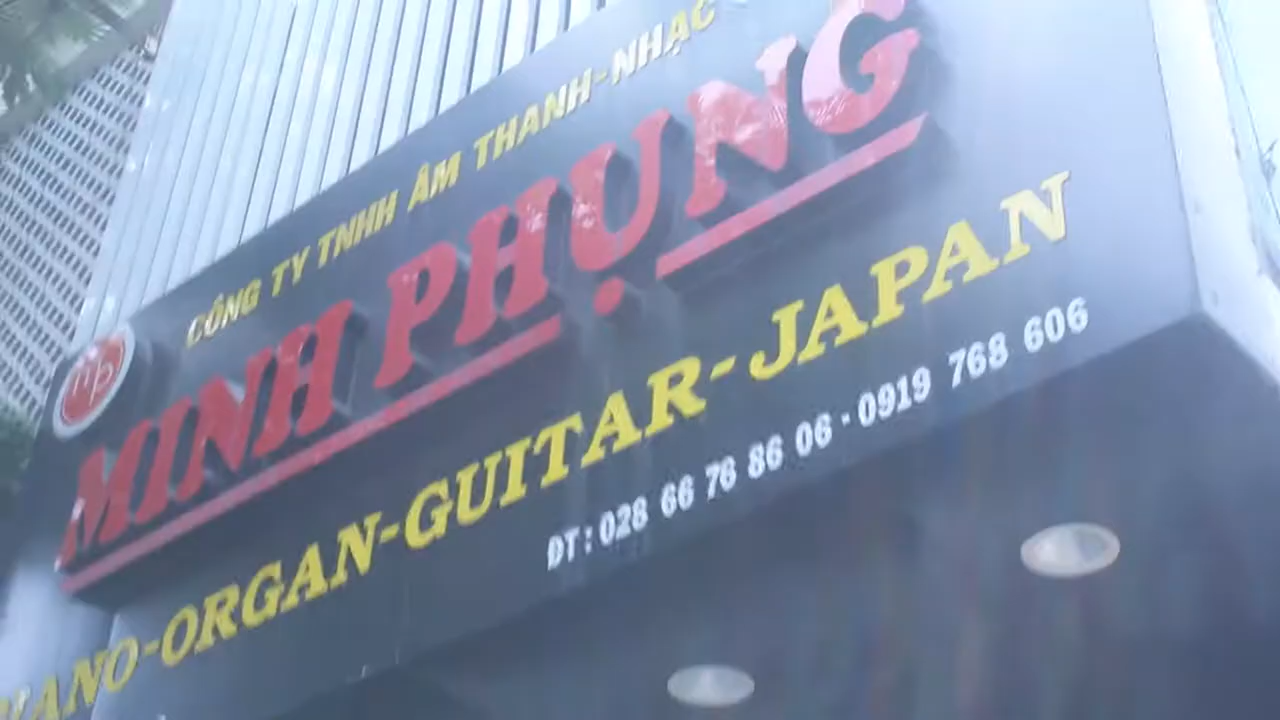 CÔNG TY TNHH ÂM THANH-NHẠC
mp
MINH PHỤNG
ORGAN-GUITAR-JAPAN
ĐT: 028 66 76 86 06 - 0919 768 606